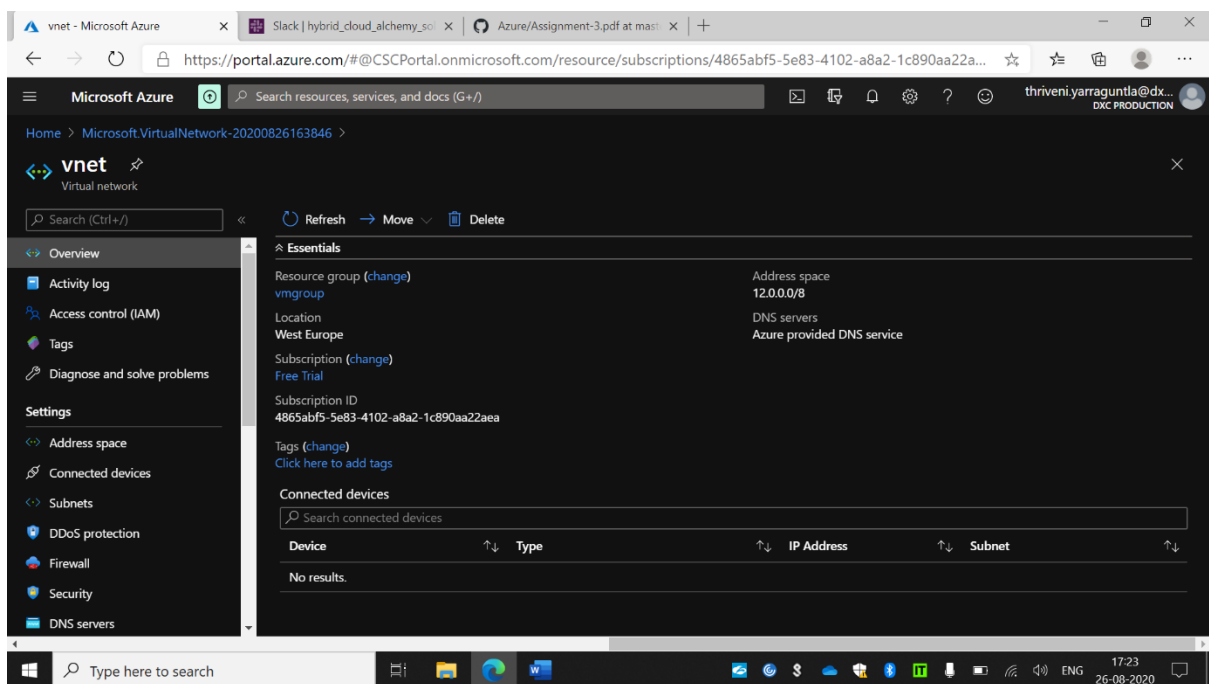 vnet - Microsoft Azure
Slack | hybrid_cloud_alchemy_sol
Azure/Assignment-3.pdf at mast
https://portal.azure.com/#@CSCPortal.onmicrosoft.com/resource/subscriptions/4865abf5-5e83-4102-a8a2-1c890aa22a...
Microsoft Azure
Search resources, services, and docs (G+/)
thriveni.yarraguntla@dx...
DXC PRODUCTION
Home > Microsoft.VirtualNetwork-20200826163846 >
vnet
Virtual network
Search (Ctrl+/)
«
Overview
Activity log
Access control (IAM)
Tags
Diagnose and solve problems
Settings
Address space
Connected devices
Subnets
DDoS protection
Firewall
Security
DNS servers
Refresh
Move
Delete
Essentials
Resource group (change)
vmgroup
Location
West Europe
Subscription (change)
Free Trial
Subscription ID
4865abf5-5e83-4102-a8a2-1c890aa22aea
Tags (change)
Click here to add tags
Address space
12.0.0.0/8
DNS servers
Azure provided DNS service
Connected devices
Search connected devices
Device Type IP Address Subnet
No results.
Type here to search
ENG
17:23
26-08-2020